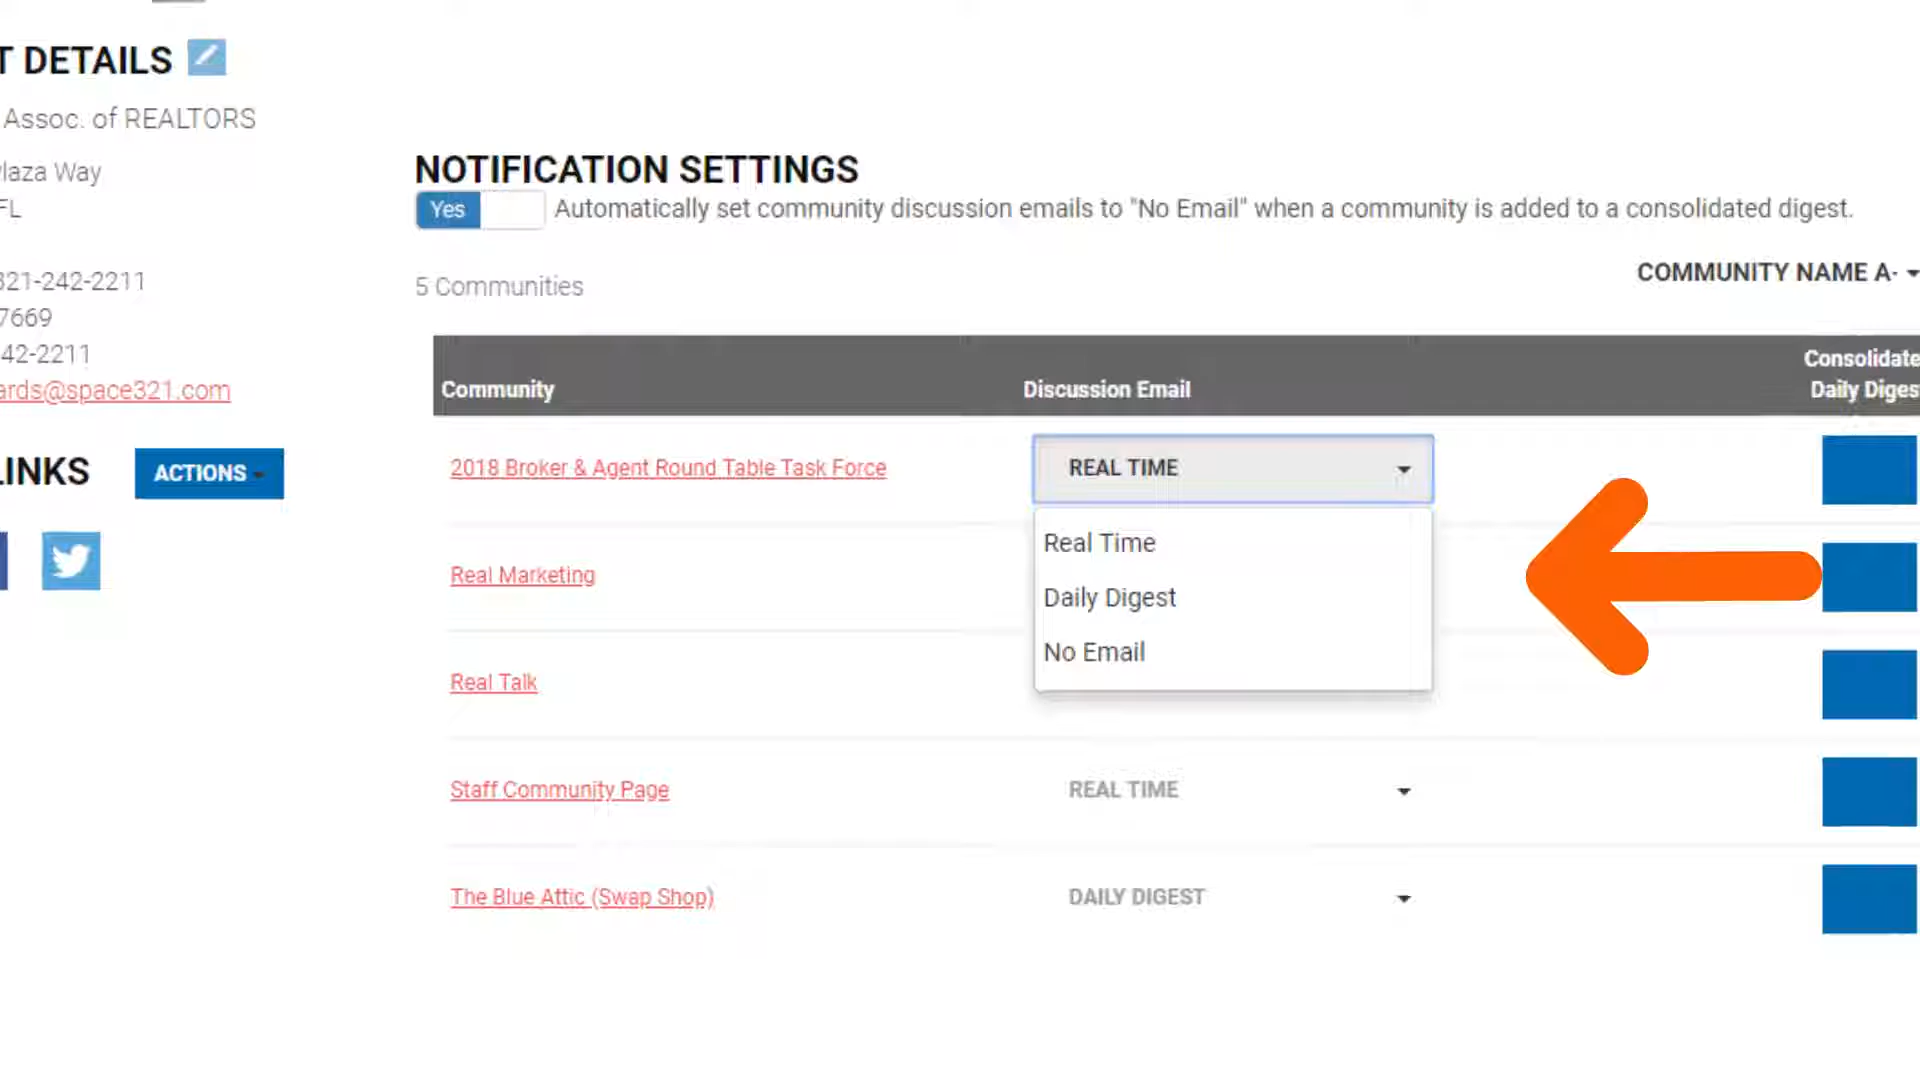 T DETAILS
Assoc. of REALTORS
laza Way
FL
321-242-2211
7669
42-2211
ards@space321.com
LINKS
ACTIONS
NOTIFICATION SETTINGS
Yes
Automatically set community discussion emails to "No Email" when a community is added to a consolidated digest.
5 Communities
COMMUNITY NAME A-
Community
Discussion Email
Consolidate
Daily Diges
2018 Broker & Agent Round Table Task Force
REAL TIME
Real Time
Daily Digest
No Email
Real Marketing
Real Talk
Staff Community Page
REAL TIME
The Blue Attic (Swap Shop)
DAILY DIGEST